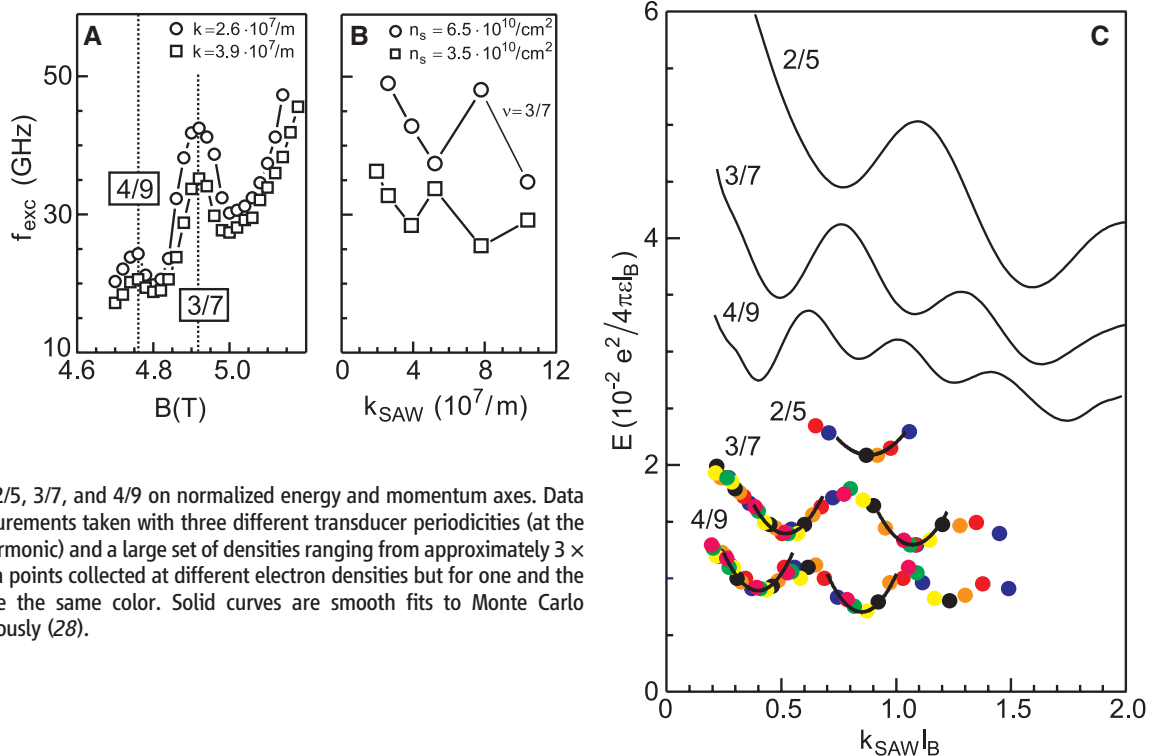 A
k=2.6 ·10⁷/m
k=3.9 ·10⁷/m
f_exc (GHz)
50
30
10
4/9
3/7
4.6
4.8
5.0
B(T)
B
n_s = 6.5 ·10¹⁰/cm²
n_s = 3.5 ·10¹⁰/cm²
ν=3/7
0
4
8
12
k_SAW (10⁷/m)
C
E (10⁻² e²/4πεl_B)
6
4
2
0
2/5
3/7
4/9
2/5
3/7
4/9
0
0.5
1.0
1.5
2.0
k_SAW l_B
2/5, 3/7, and 4/9 on normalized energy and momentum axes. Data
urements taken with three different transducer periodicities (at the
rmonic) and a large set of densities ranging from approximately 3 ×
points collected at different electron densities but for one and the
e the same color. Solid curves are smooth fits to Monte Carlo
ously (28).